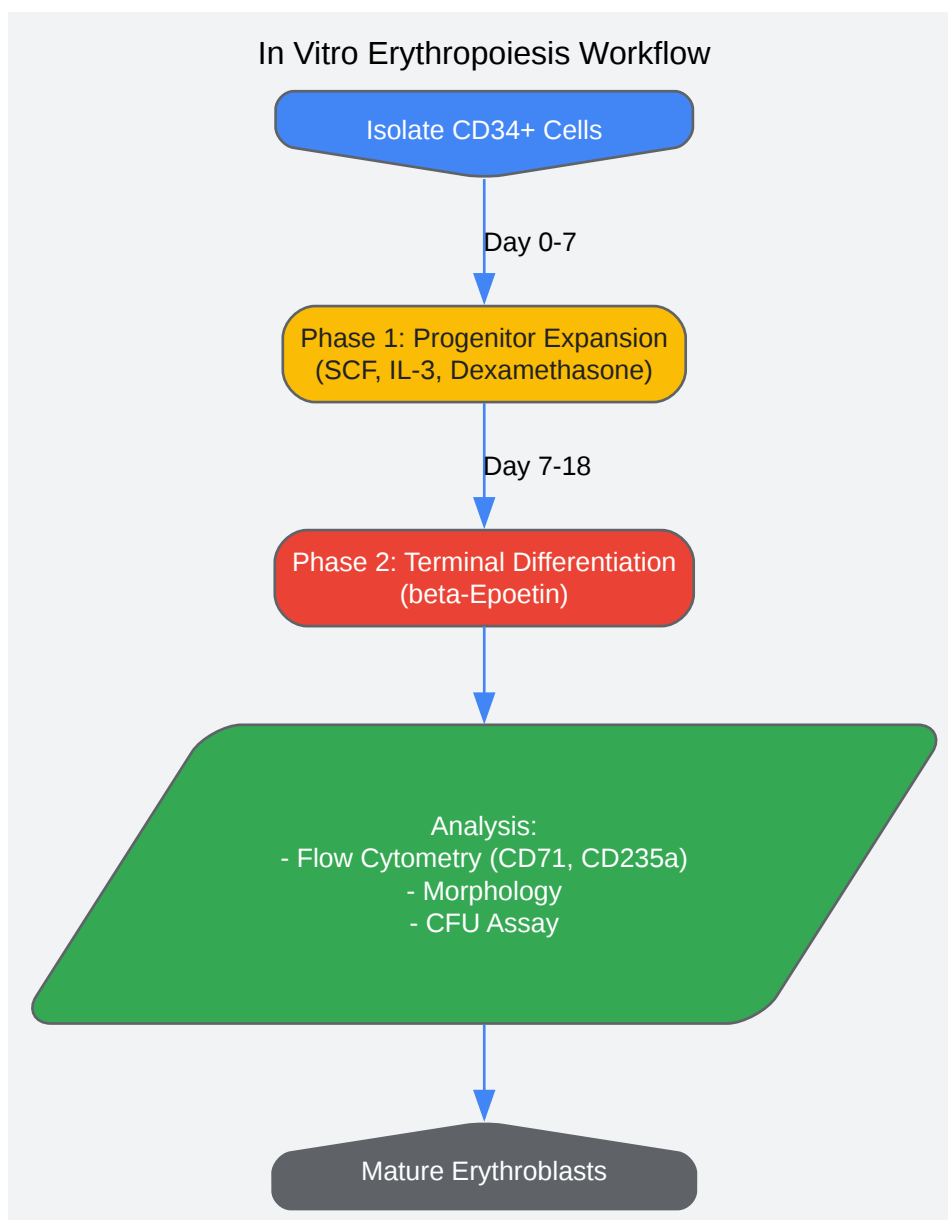 In Vitro Erythropoiesis Workflow
Isolate CD34+ Cells
Day 0-7
Phase 1: Progenitor Expansion
(SCF, IL-3, Dexamethasone)
Day 7-18
Phase 2: Terminal Differentiation
(beta-Epoetin)
Analysis:
- Flow Cytometry (CD71, CD235a)
- Morphology
- CFU Assay
Mature Erythroblasts